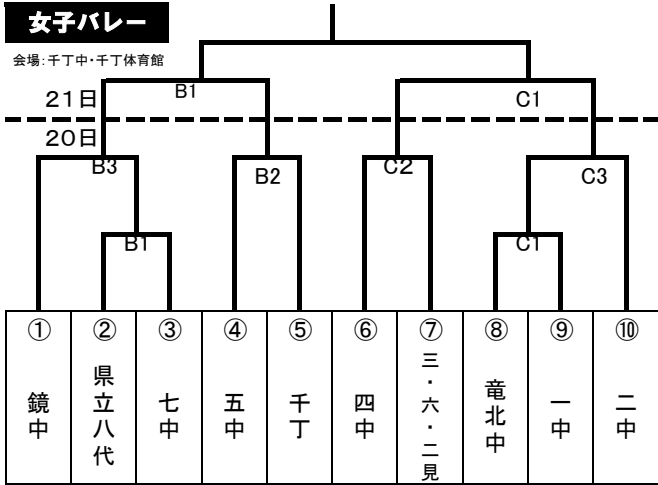 女子バレー
会場:千丁中・千丁体育館
21日
B1
C1
20日
B3
B2
C2
C3
B1
C1
① ② ③ ④ ⑤ ⑥ ⑦ ⑧ ⑨ ⑩
鏡中
県立八代
七中
五中
千丁
四中
三・六・二見
竜北中
一中
二中